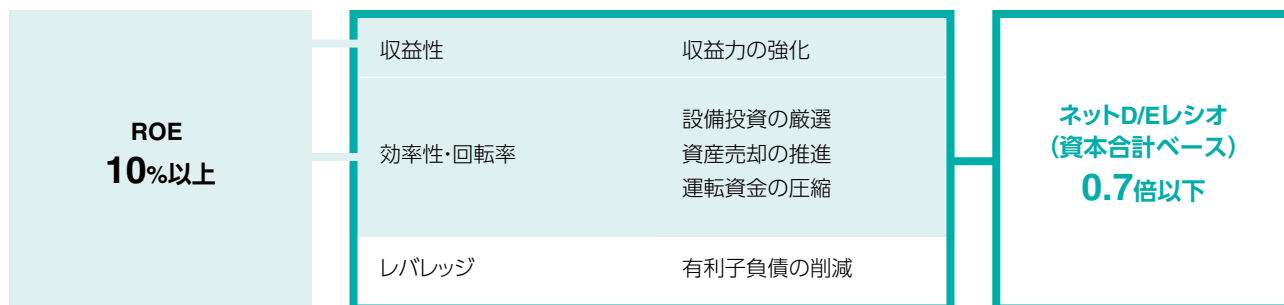 ROE
10%以上
収益性
収益力の強化
効率性・回転率
設備投資の厳選
資産売却の推進
運転資金の圧縮
レバレッジ
有利子負債の削減
ネットD/Eレシオ
（資本合計ベース）
0.7倍以下